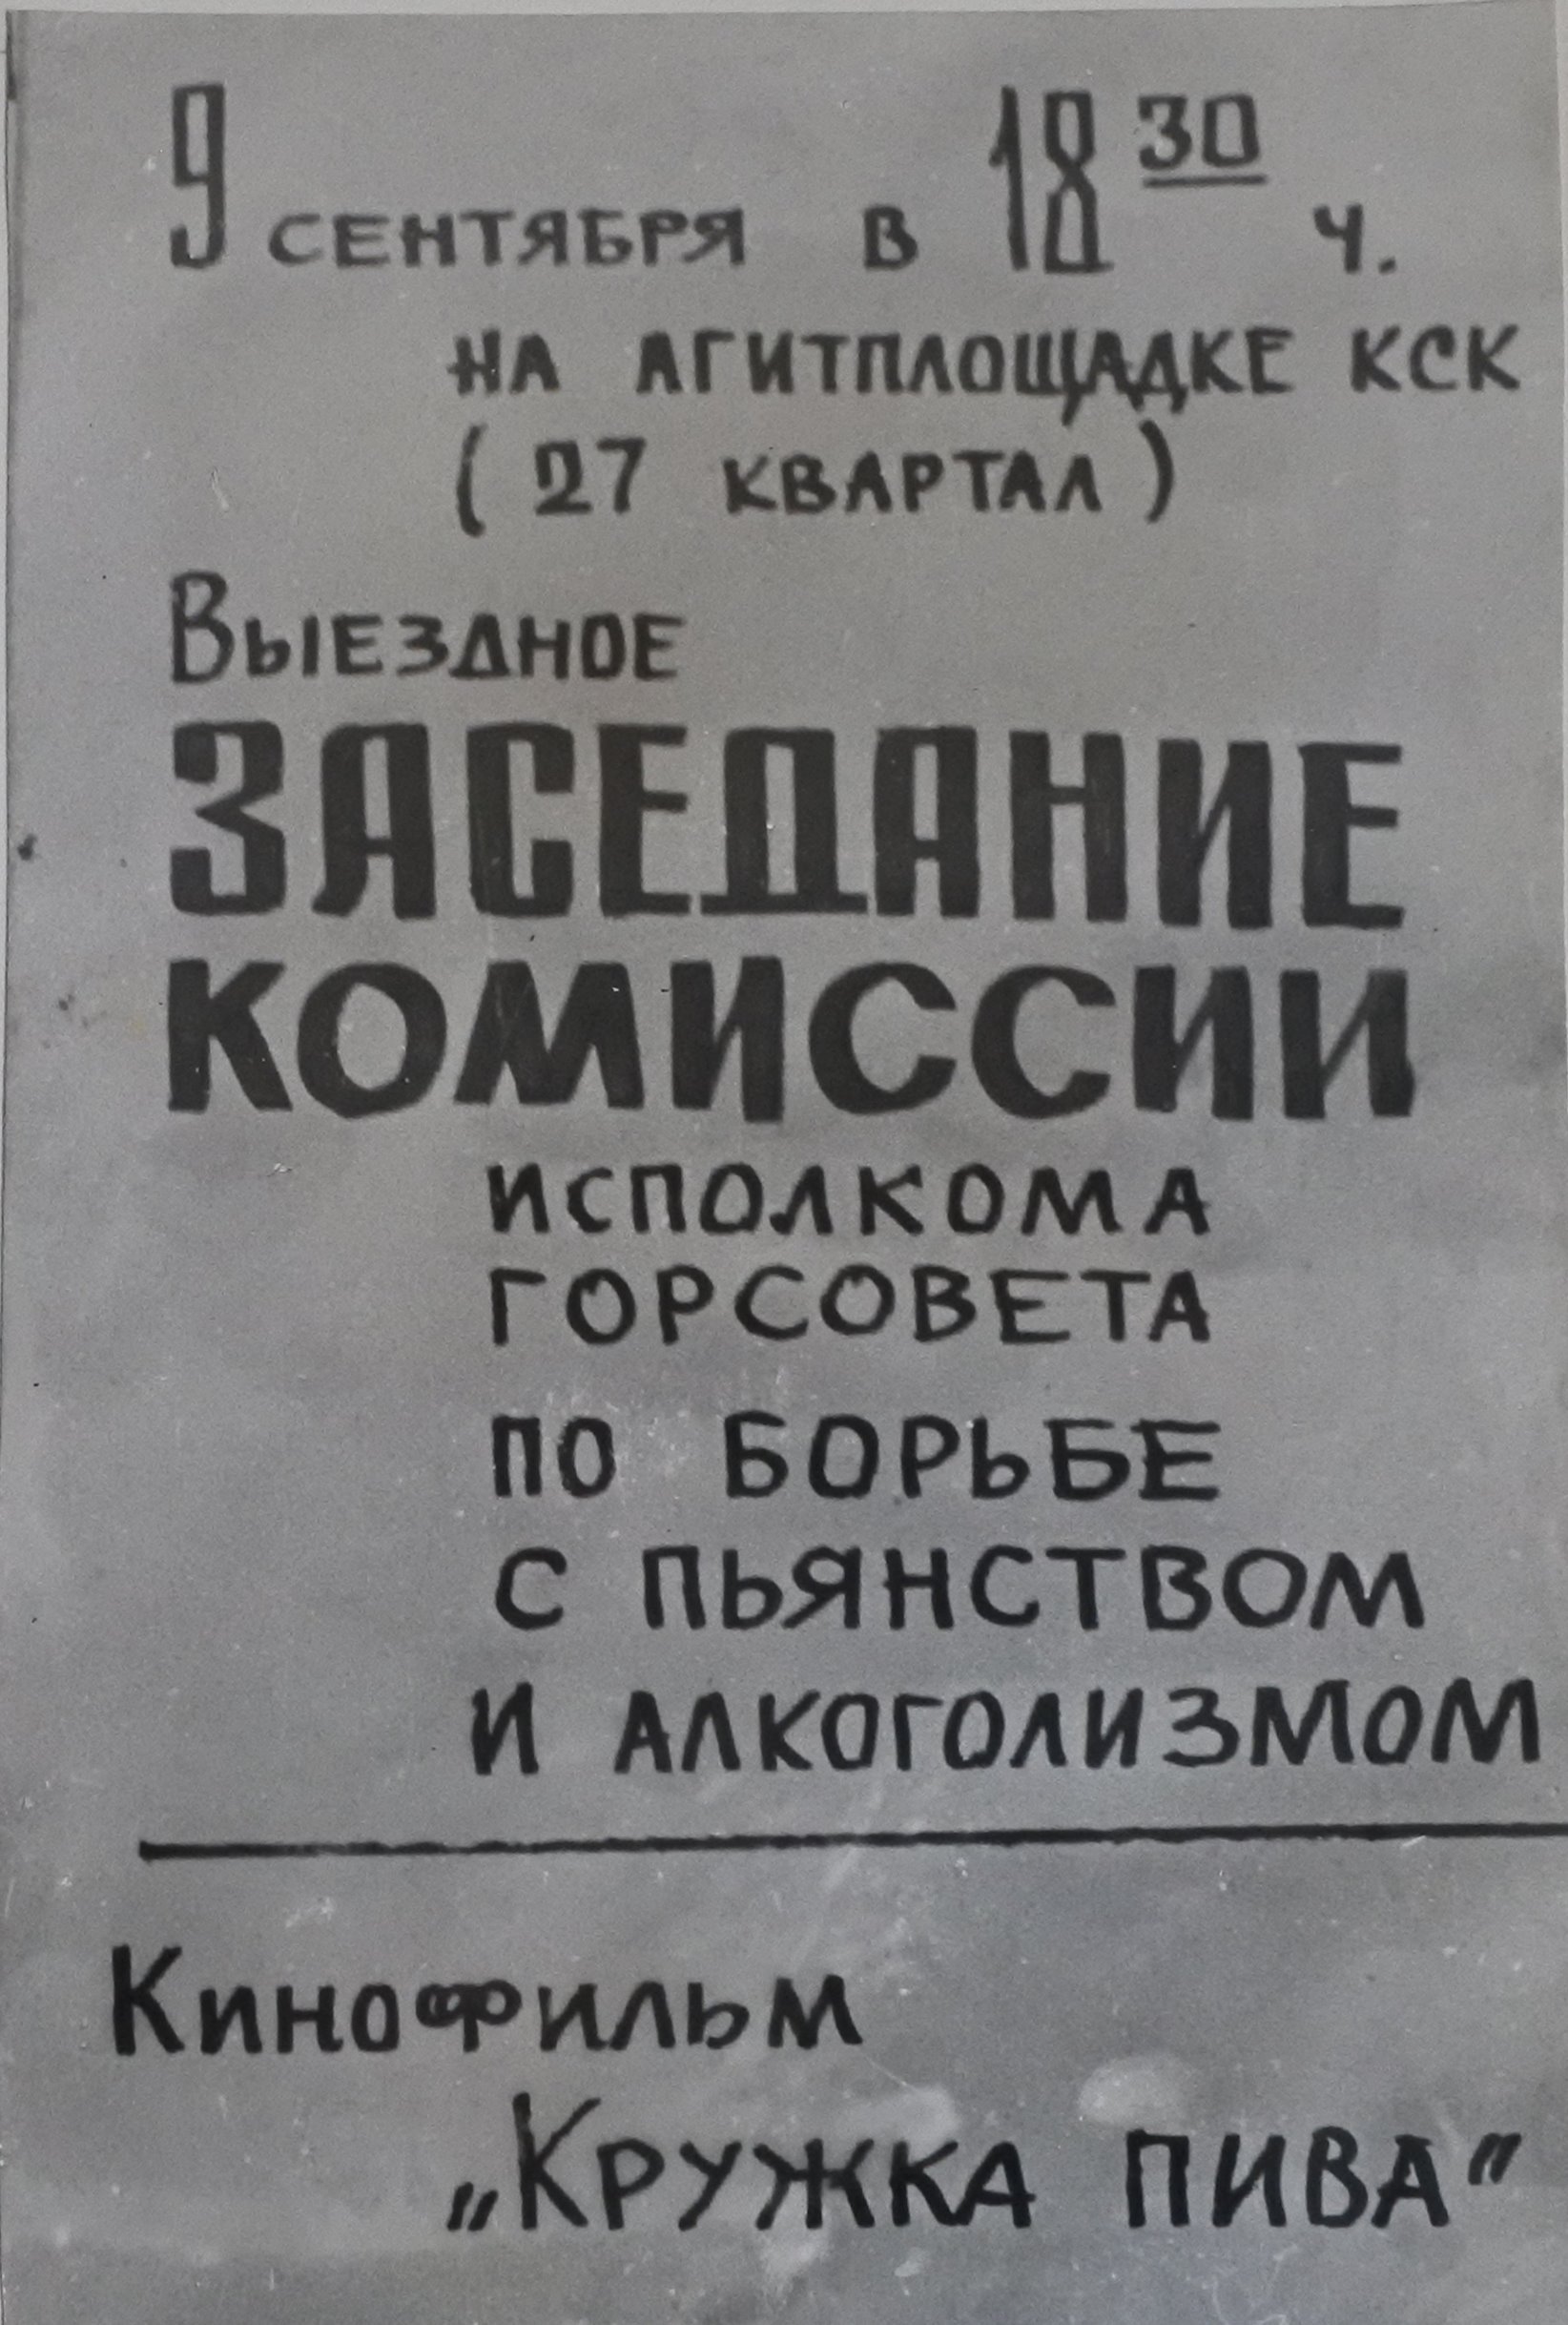 9 СЕНТЯБРЯ В 18 30 Ч.
НА АГИТПЛОЩАДКЕ КСК
( 27 КВАРТАЛ )
ВЫЕЗДНОЕ
ЗАСЕДАНИЕ
КОМИССИИ
ИСПОЛКОМА
ГОРСОВЕТА
ПО БОРЬБЕ
С ПЬЯНСТВОМ
И АЛКОГОЛИЗМОМ
КИНОФИЛЬМ
„КРУЖКА ПИВА"